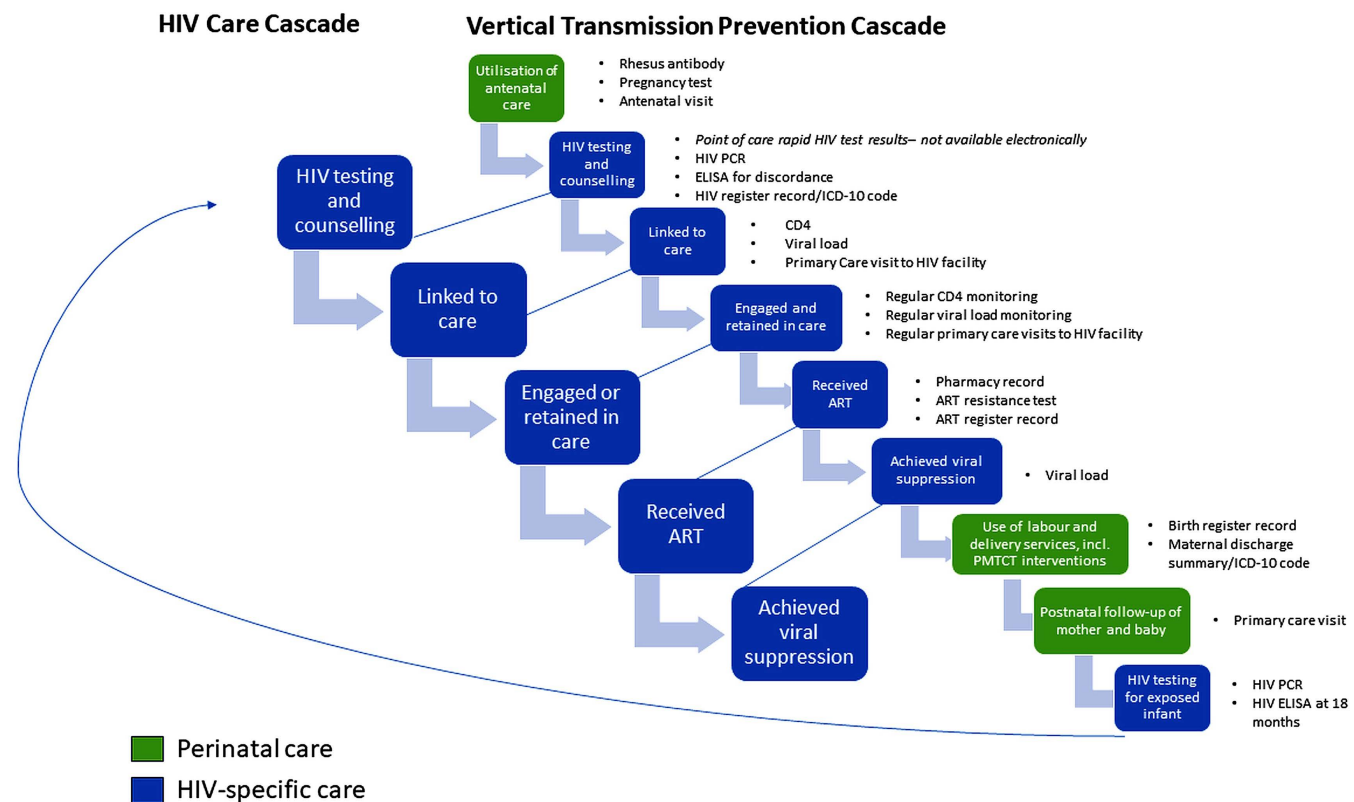 HIV Care Cascade
Vertical Transmission Prevention Cascade
Utilisation of
antenatal
care
• Rhesus antibody
• Pregnancy test
• Antenatal visit
HIV testing
and
counselling
• Point of care rapid HIV test results– not available electronically
• HIV PCR
• ELISA for discordance
• HIV register record/ICD-10 code
Linked to
care
• CD4
• Viral load
• Primary Care visit to HIV facility
Engaged and
retained in care
• Regular CD4 monitoring
• Regular viral load monitoring
• Regular primary care visits to HIV facility
Received
ART
• Pharmacy record
• ART resistance test
• ART register record
Achieved viral
suppression
• Viral load
Use of labour and
delivery services, incl.
PMTCT interventions
• Birth register record
• Maternal discharge
summary/ICD-10 code
Postnatal follow-up of
mother and baby
• Primary care visit
HIV testing
for exposed
infant
• HIV PCR
• HIV ELISA at 18
months
HIV testing
and
counselling
Linked to
care
Engaged or
retained in
care
Received
ART
Achieved
viral
suppression
Perinatal care
HIV-specific care